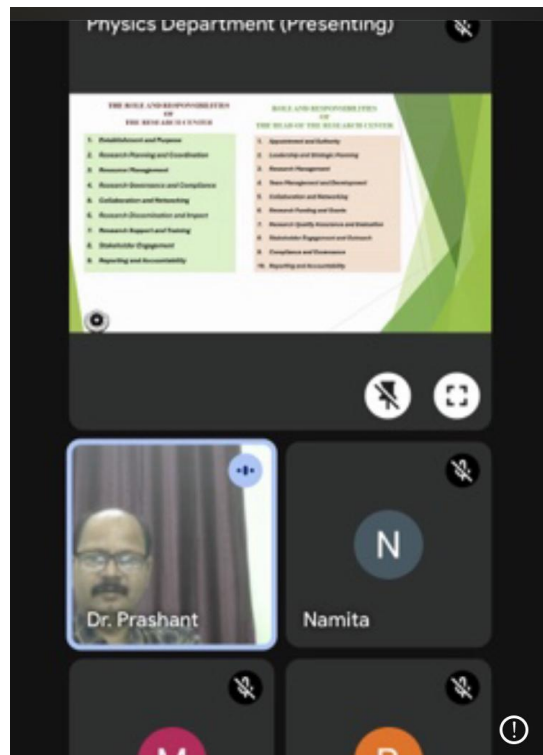 Physics Department (Presenting)
THE ROLE AND RESPONSIBILITIES
OF
THE RESEARCH CENTER
1. Establishment and Purpose
2. Research Planning and Coordination
3. Resource Management
4. Research Governance and Compliance
5. Collaboration and Networking
6. Research Dissemination and Impact
7. Research Support and Training
8. Stakeholder Engagement
9. Reporting and Accountability
ROLE AND RESPONSIBILITIES
OF
THE HEAD OF THE RESEARCH CENTER
1. Appointment and Authority
2. Leadership and Strategic Planning
3. Research Management
4. Team Management and Development
5. Collaboration and Networking
6. Research Funding and Grants
7. Research Quality Assurance and Evaluation
8. Stakeholder Engagement and Outreach
9. Compliance and Governance
10. Reporting and Accountability
Dr. Prashant
N
Namita
M